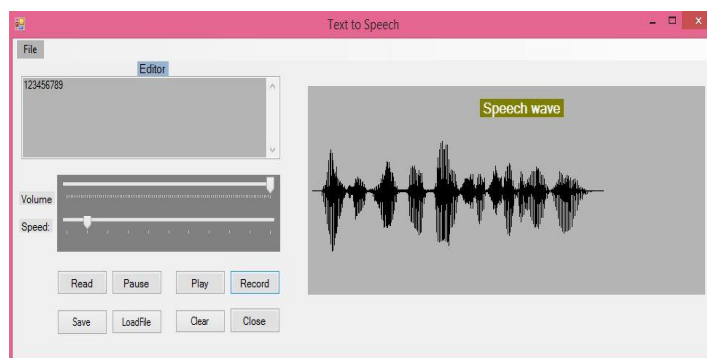 Text to Speech
File
Editor
123456789
Speech wave
Volume
Speed:
Read Pause Play Record
Save LoadFile Clear Close